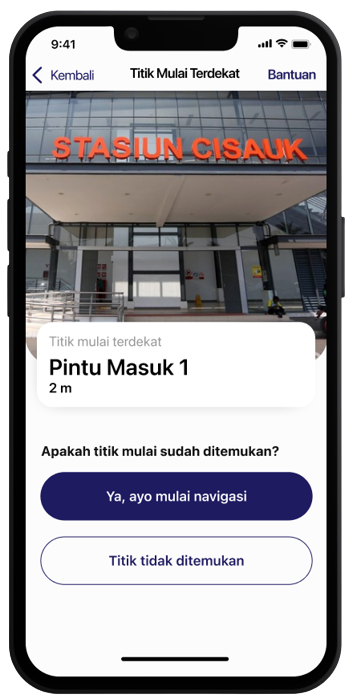 9:41
Kembali
Titik Mulai Terdekat
Bantuan
STASIUN CISAUK
Titik mulai terdekat
Pintu Masuk 1
2 m
Apakah titik mulai sudah ditemukan?
Ya, ayo mulai navigasi
Titik tidak ditemukan